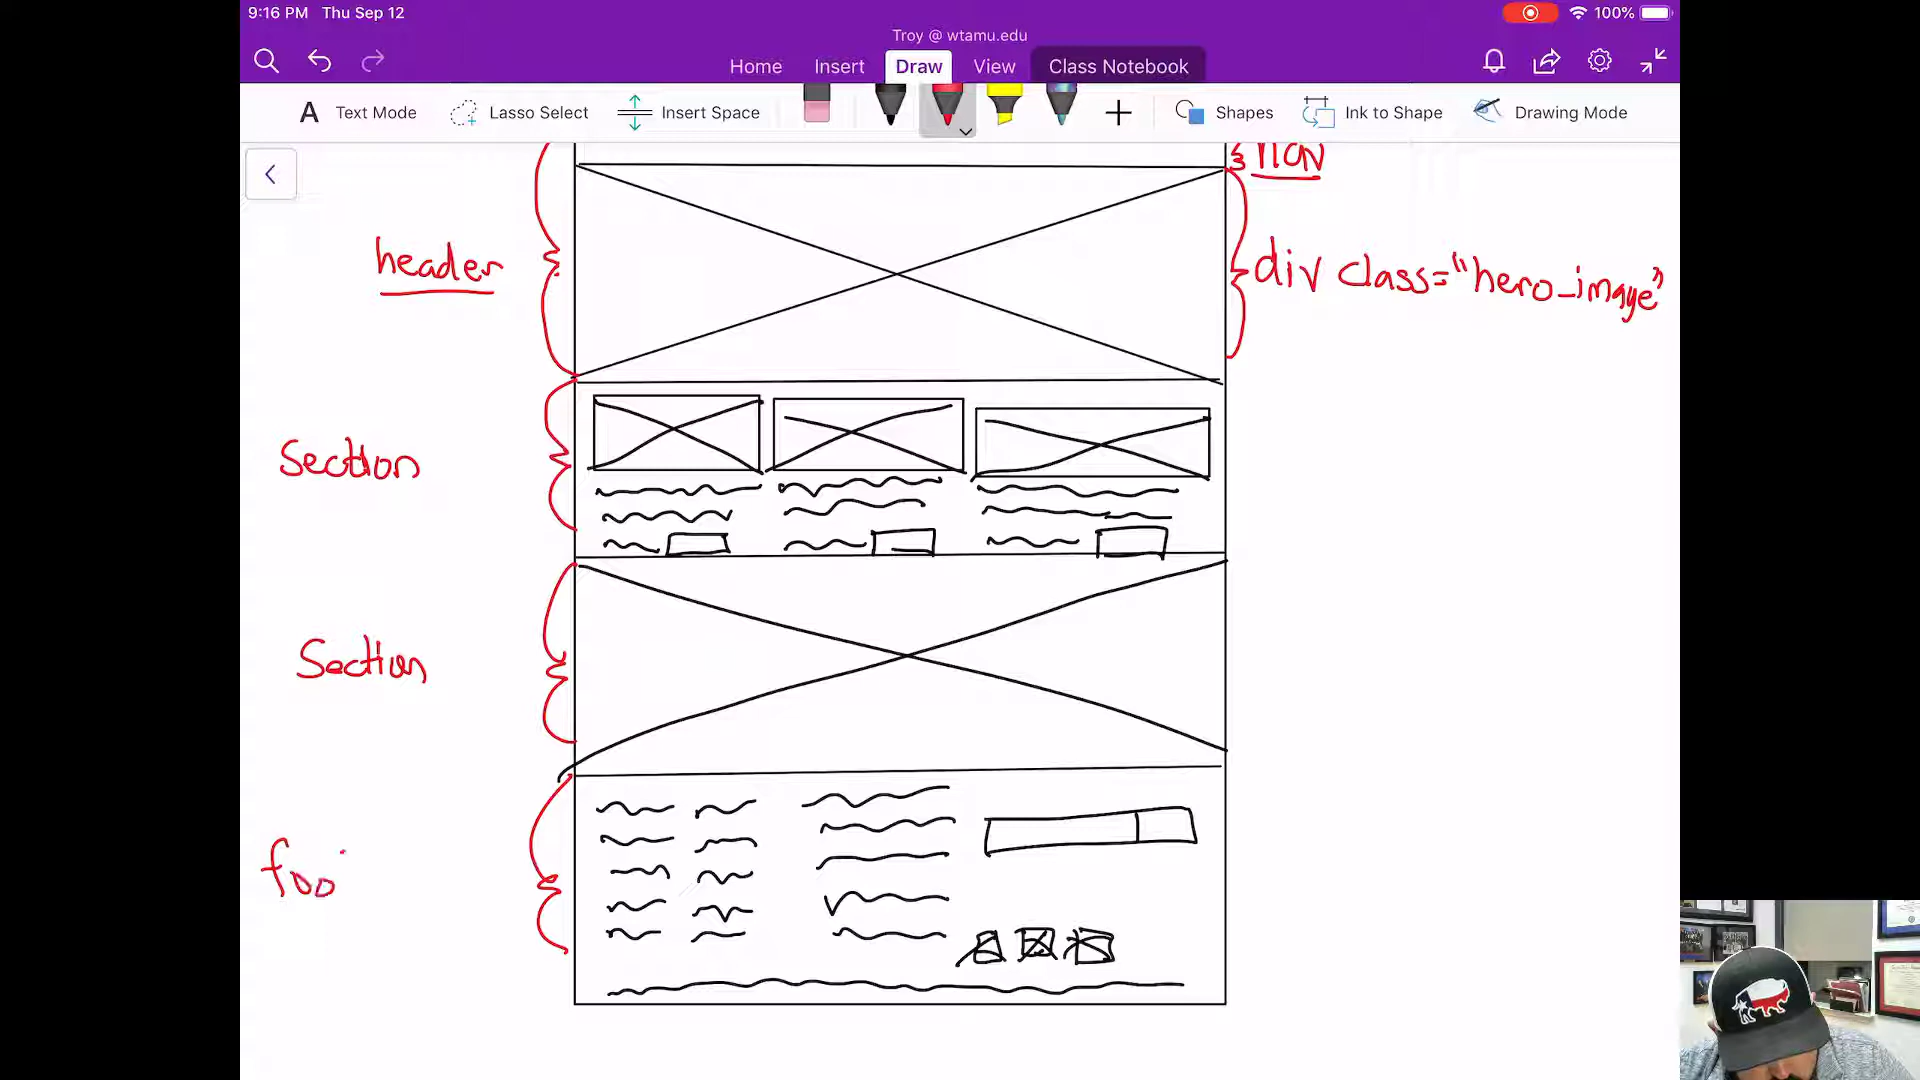 9:16 PM Thu Sep 12
100%
Troy @ wtamu.edu
Home Insert Draw View Class Notebook
A Text Mode Lasso Select Insert Space Shapes Ink to Shape Drawing Mode
nav
header
div class="hero_image"
Section
Section
foo